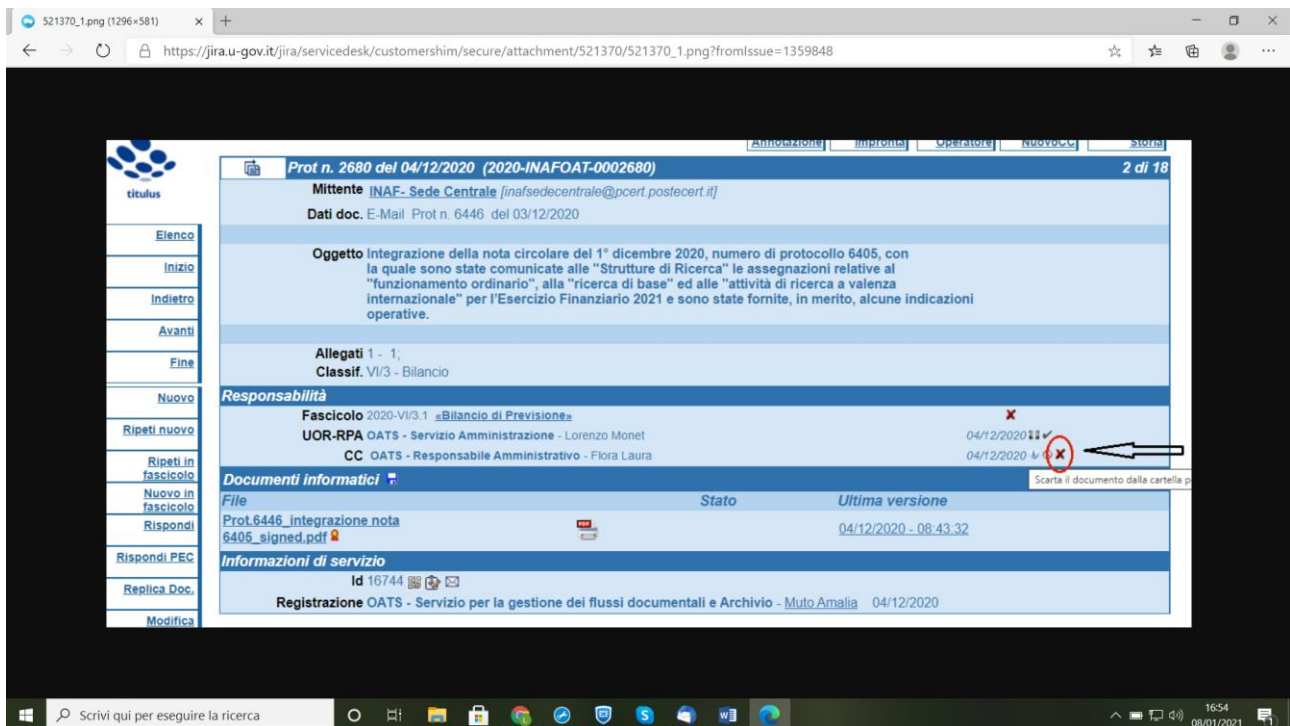 521370_1.png (1296×581)
https://jira.u-gov.it/jira/servicedesk/customershim/secure/attachment/521370/521370_1.png?fromIssue=1359848
Annotazione Impronta Operatore NuovoCC Storia
titulus
Prot n. 2680 del 04/12/2020 (2020-INAFOAT-0002680) 2 di 18
Mittente INAF- Sede Centrale [inafsedecentrale@pcert.postecert.it]
Dati doc. E-Mail Prot n. 6446 del 03/12/2020
Elenco
Inizio
Indietro
Avanti
Fine
Nuovo
Ripeti nuovo
Ripeti in
fascicolo
Nuovo in
fascicolo
Rispondi
Rispondi PEC
Replica Doc.
Modifica
Oggetto Integrazione della nota circolare del 1° dicembre 2020, numero di protocollo 6405, con
la quale sono state comunicate alle "Strutture di Ricerca" le assegnazioni relative al
"funzionamento ordinario", alla "ricerca di base" ed alle "attività di ricerca a valenza
internazionale" per l'Esercizio Finanziario 2021 e sono state fornite, in merito, alcune indicazioni
operative.
Allegati 1 - 1;
Classif. VI/3 - Bilancio
Responsabilità
Fascicolo 2020-VI/3.1 «Bilancio di Previsione»
UOR-RPA OATS - Servizio Amministrazione - Lorenzo Monet 04/12/2020
CC OATS - Responsabile Amministrativo - Flora Laura 04/12/2020
Scarta il documento dalla cartella p
Documenti informatici
File Stato Ultima versione
Prot.6446_integrazione nota
6405_signed.pdf 04/12/2020 - 08:43:32
Informazioni di servizio
Id 16744
Registrazione OATS - Servizio per la gestione dei flussi documentali e Archivio - Muto Amalia 04/12/2020
Scrivi qui per eseguire la ricerca
16:54
08/01/2021